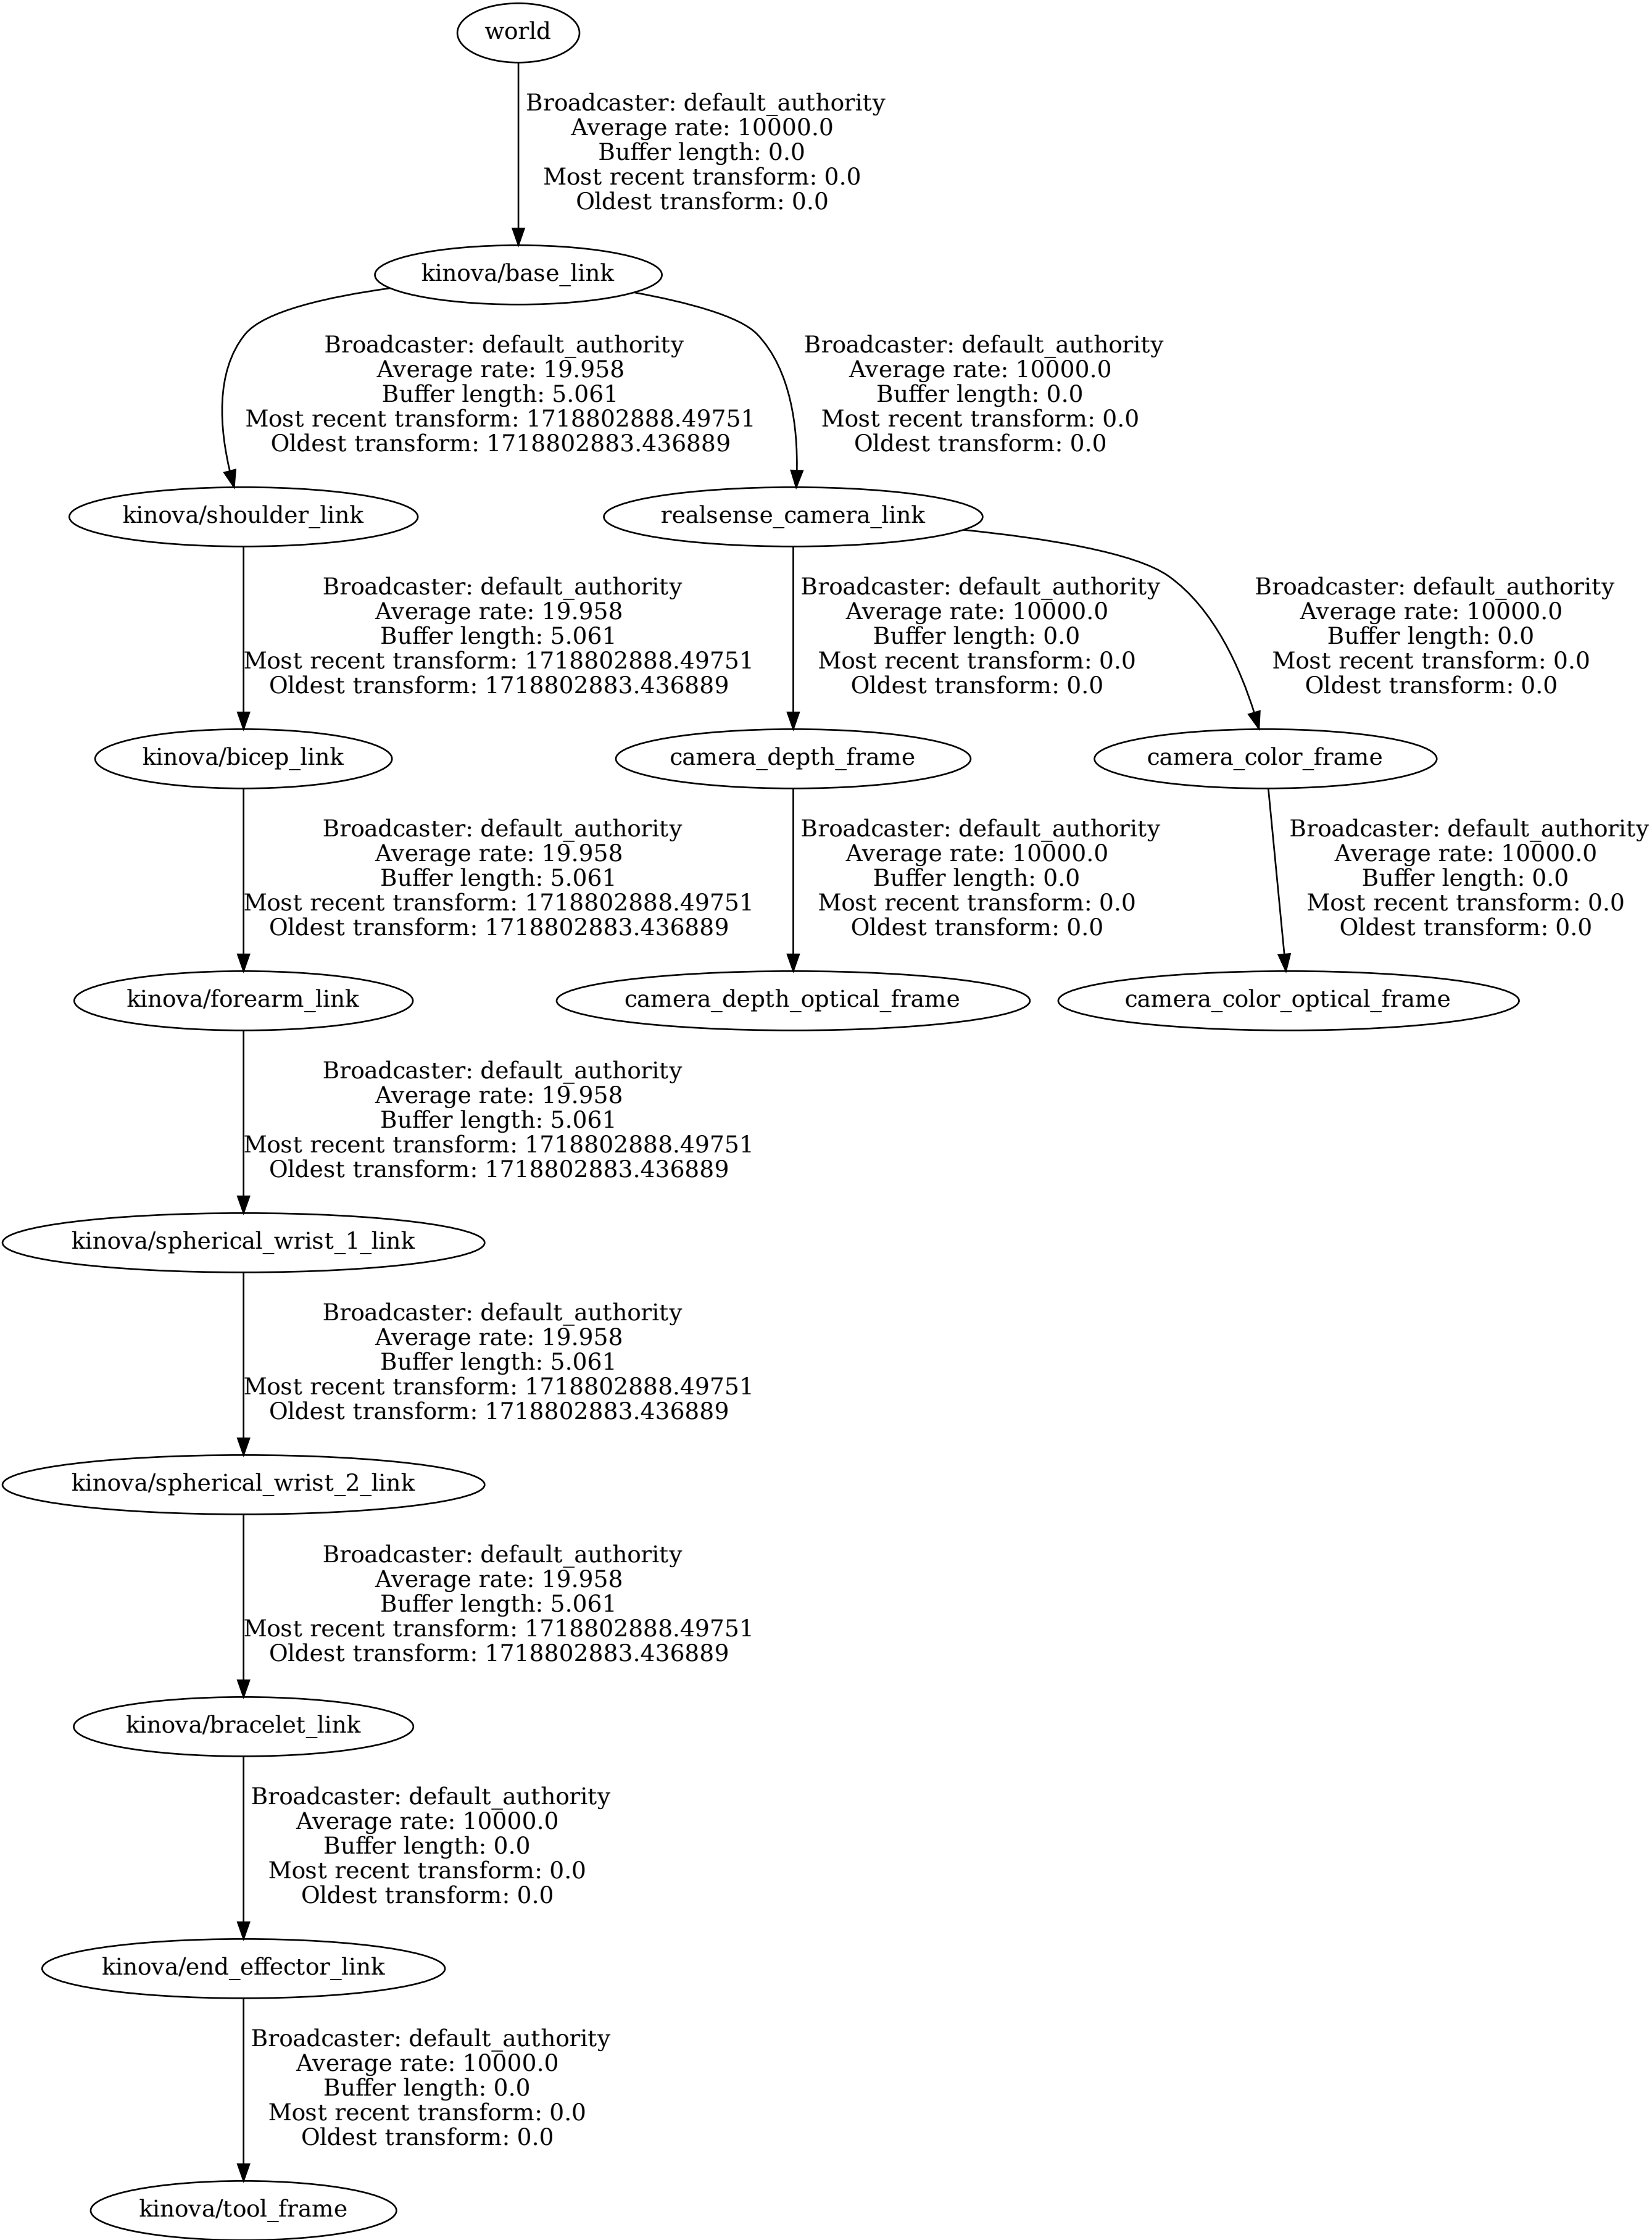 world
Broadcaster: default_authority
Average rate: 10000.0
Buffer length: 0.0
Most recent transform: 0.0
Oldest transform: 0.0
kinova/base_link
Broadcaster: default_authority
Average rate: 19.958
Buffer length: 5.061
Most recent transform: 1718802888.49751
Oldest transform: 1718802883.436889
Broadcaster: default_authority
Average rate: 10000.0
Buffer length: 0.0
Most recent transform: 0.0
Oldest transform: 0.0
kinova/shoulder_link
realsense_camera_link
Broadcaster: default_authority
Average rate: 19.958
Buffer length: 5.061
Most recent transform: 1718802888.49751
Oldest transform: 1718802883.436889
Broadcaster: default_authority
Average rate: 10000.0
Buffer length: 0.0
Most recent transform: 0.0
Oldest transform: 0.0
Broadcaster: default_authority
Average rate: 10000.0
Buffer length: 0.0
Most recent transform: 0.0
Oldest transform: 0.0
kinova/bicep_link
camera_depth_frame
camera_color_frame
Broadcaster: default_authority
Average rate: 19.958
Buffer length: 5.061
Most recent transform: 1718802888.49751
Oldest transform: 1718802883.436889
Broadcaster: default_authority
Average rate: 10000.0
Buffer length: 0.0
Most recent transform: 0.0
Oldest transform: 0.0
Broadcaster: default_authority
Average rate: 10000.0
Buffer length: 0.0
Most recent transform: 0.0
Oldest transform: 0.0
kinova/forearm_link
camera_depth_optical_frame
camera_color_optical_frame
Broadcaster: default_authority
Average rate: 19.958
Buffer length: 5.061
Most recent transform: 1718802888.49751
Oldest transform: 1718802883.436889
kinova/spherical_wrist_1_link
Broadcaster: default_authority
Average rate: 19.958
Buffer length: 5.061
Most recent transform: 1718802888.49751
Oldest transform: 1718802883.436889
kinova/spherical_wrist_2_link
Broadcaster: default_authority
Average rate: 19.958
Buffer length: 5.061
Most recent transform: 1718802888.49751
Oldest transform: 1718802883.436889
kinova/bracelet_link
Broadcaster: default_authority
Average rate: 10000.0
Buffer length: 0.0
Most recent transform: 0.0
Oldest transform: 0.0
kinova/end_effector_link
Broadcaster: default_authority
Average rate: 10000.0
Buffer length: 0.0
Most recent transform: 0.0
Oldest transform: 0.0
kinova/tool_frame